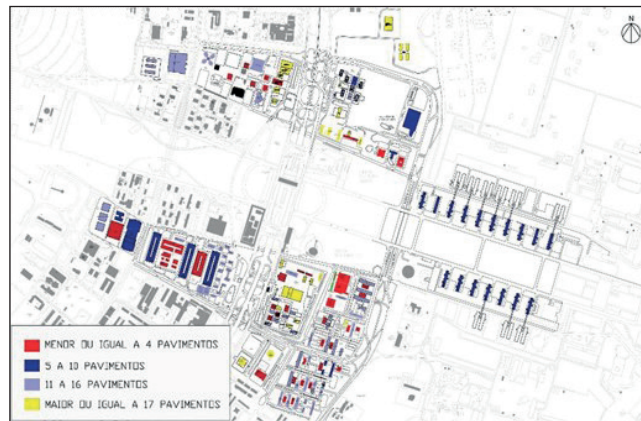 N
MENOR OU IGUAL A 4 PAVIMENTOS
5 A 10 PAVIMENTOS
11 A 16 PAVIMENTOS
MAIOR OU IGUAL A 17 PAVIMENTOS